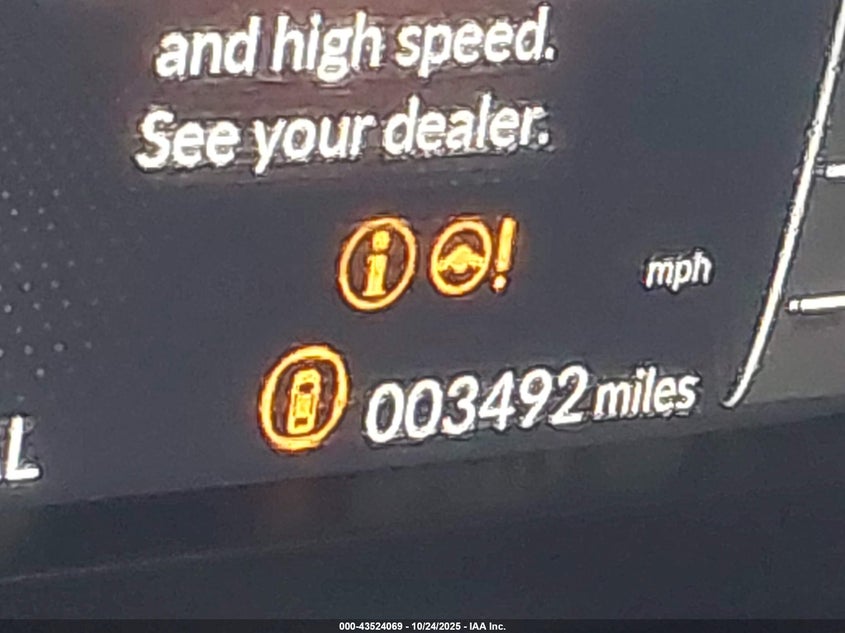 and high speed.
See your dealer.
mph
003492 miles
L
000-43524069 - 10/24/2025 - IAA Inc.